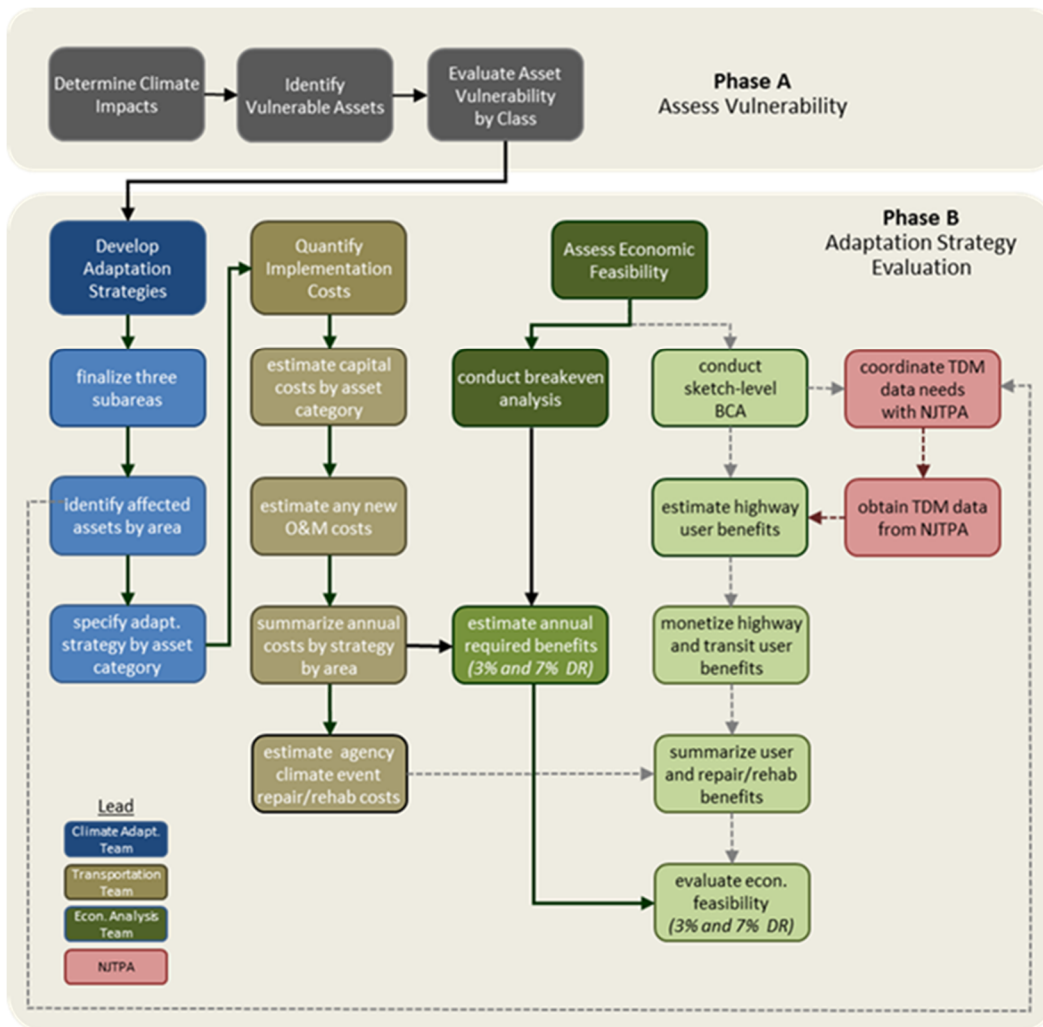 Determine Climate
Impacts
Identify
Vulnerable Assets
Evaluate Asset
Vulnerability
by Class
Phase A
Assess Vulnerability
Phase B
Adaptation Strategy
Evaluation
Develop
Adaptation
Strategies
finalize three
subareas
identify affected
assets by area
specify adapt.
strategy by asset
category
Quantify
Implementation
Costs
estimate capital
costs by asset
category
estimate any new
O&M costs
summarize annual
costs by strategy
by area
estimate agency
climate event
repair/rehab costs
Assess Economic
Feasibility
conduct breakeven
analysis
estimate annual
required benefits
(3% and 7% DR)
conduct
sketch-level
BCA
estimate highway
user benefits
monetize highway
and transit user
benefits
summarize user
and repair/rehab
benefits
evaluate econ.
feasibility
(3% and 7% DR)
coordinate TDM
data needs
with NJTPA
obtain TDM data
from NJTPA
Lead
Climate Adapt.
Team
Transportation
Team
Econ. Analysis
Team
NJTPA